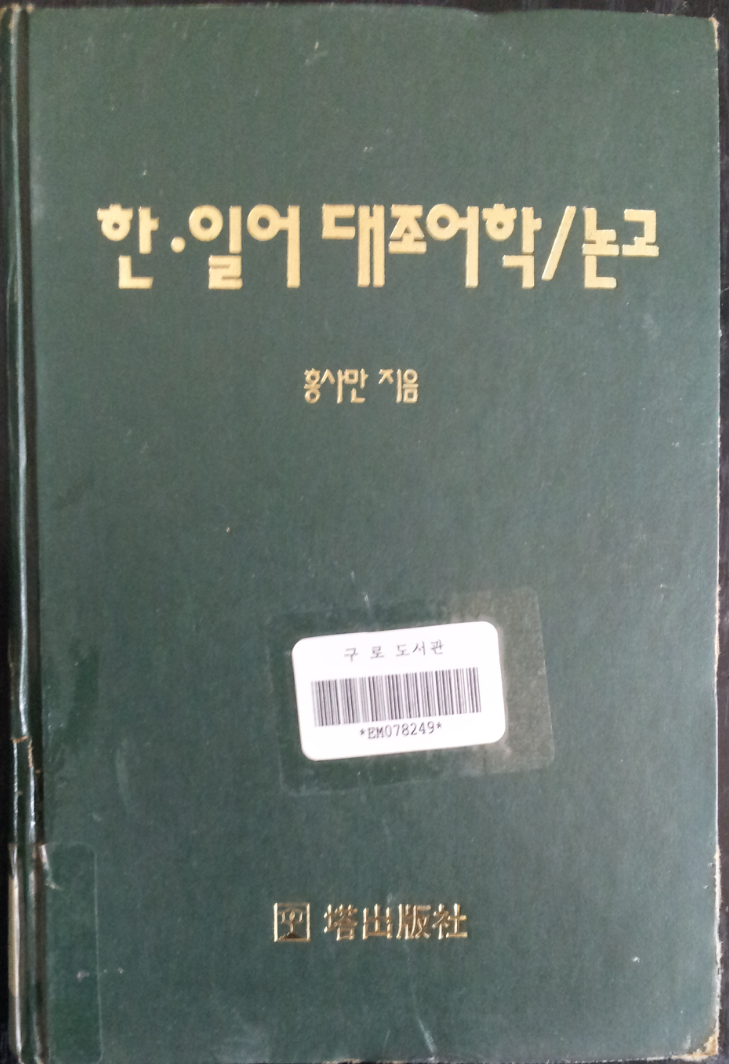 한·일어 대조어학/논고
홍사만 지음
구 로 도서관
*EM078249*
塔出版社